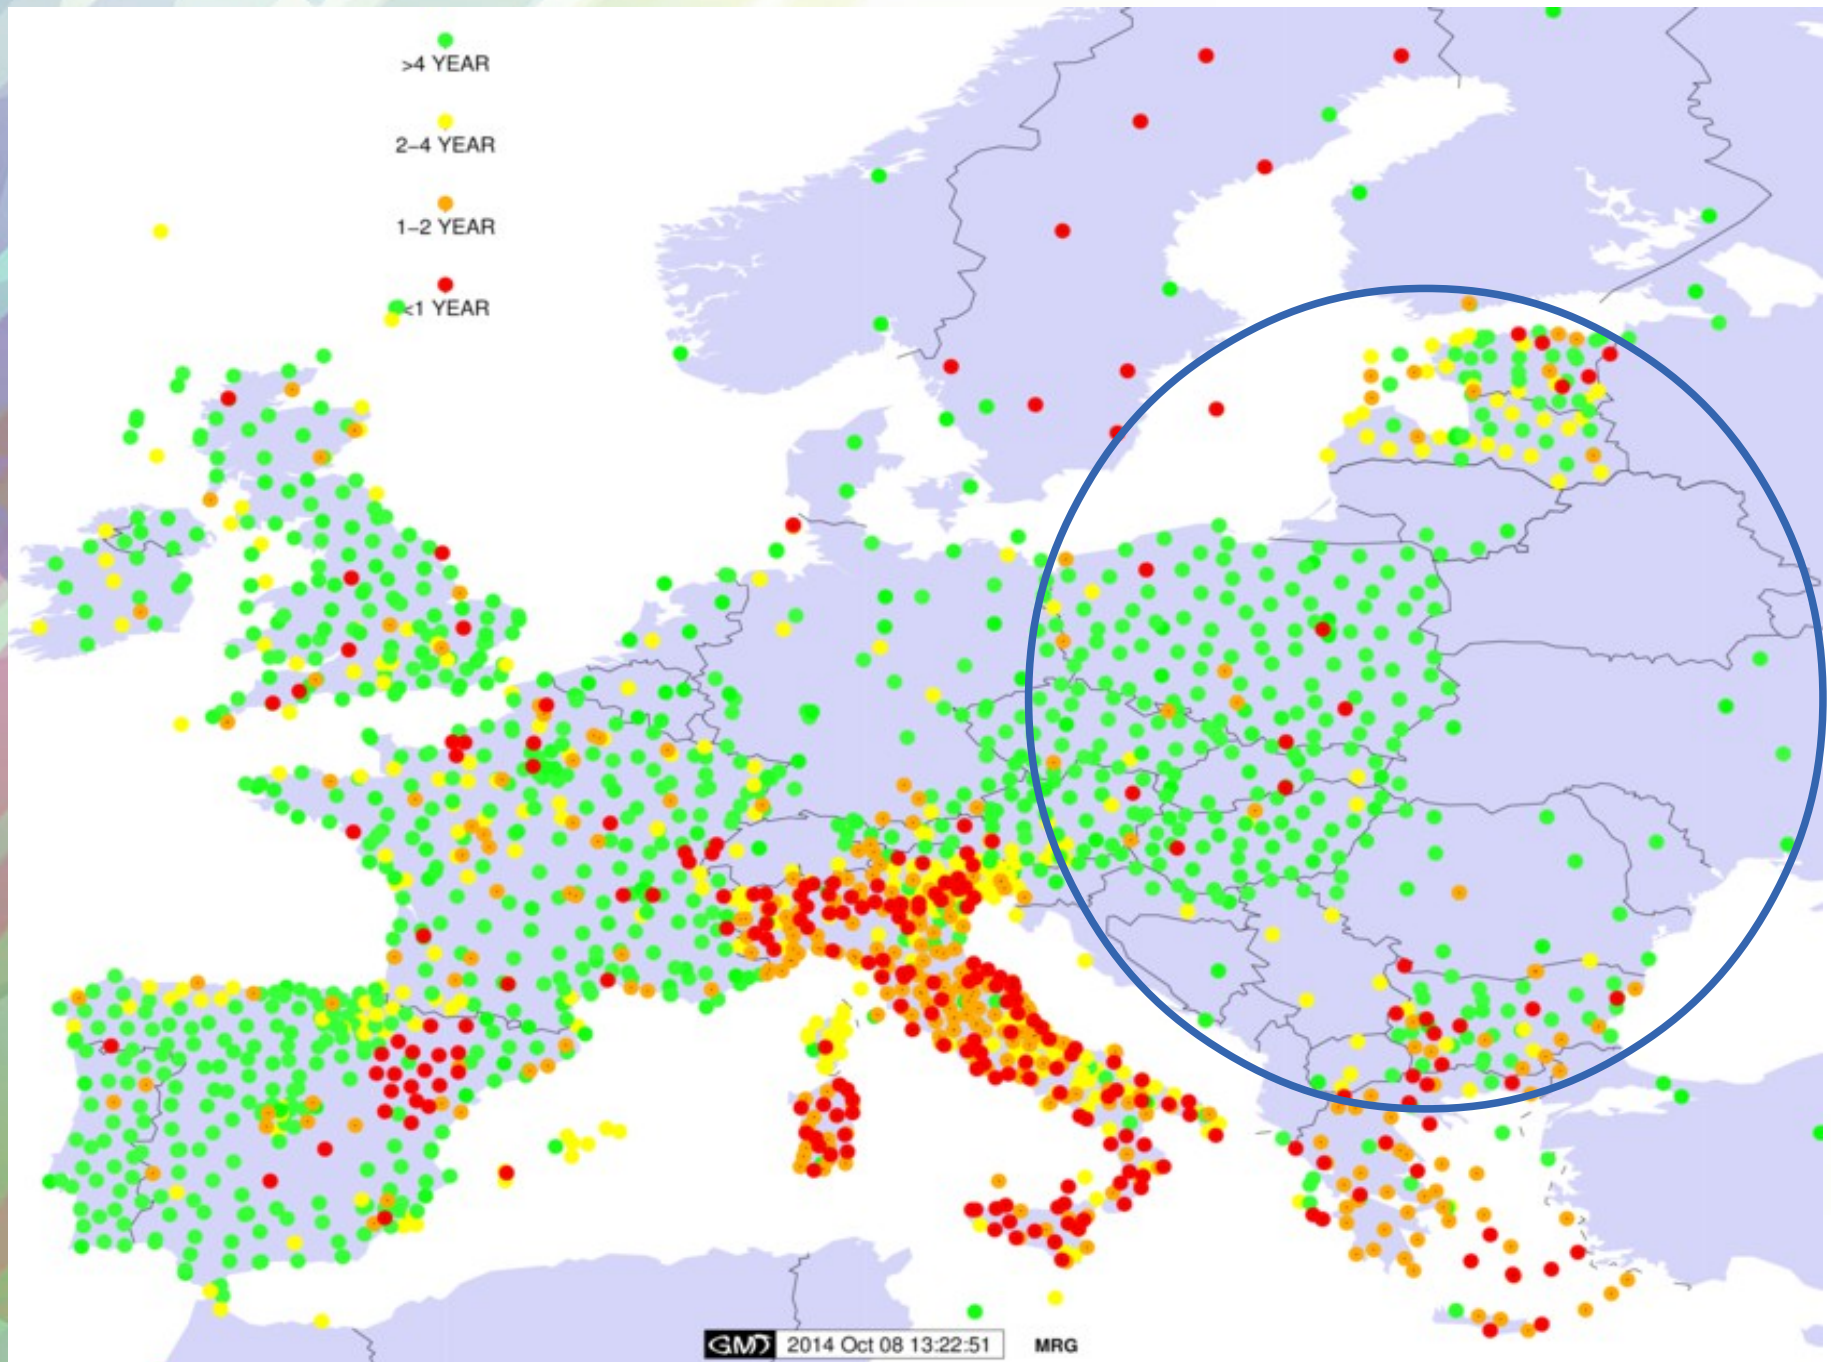 >4 YEAR
2–4 YEAR
1–2 YEAR
<1 YEAR
GMT 2014 Oct 08 13:22:51 MRG